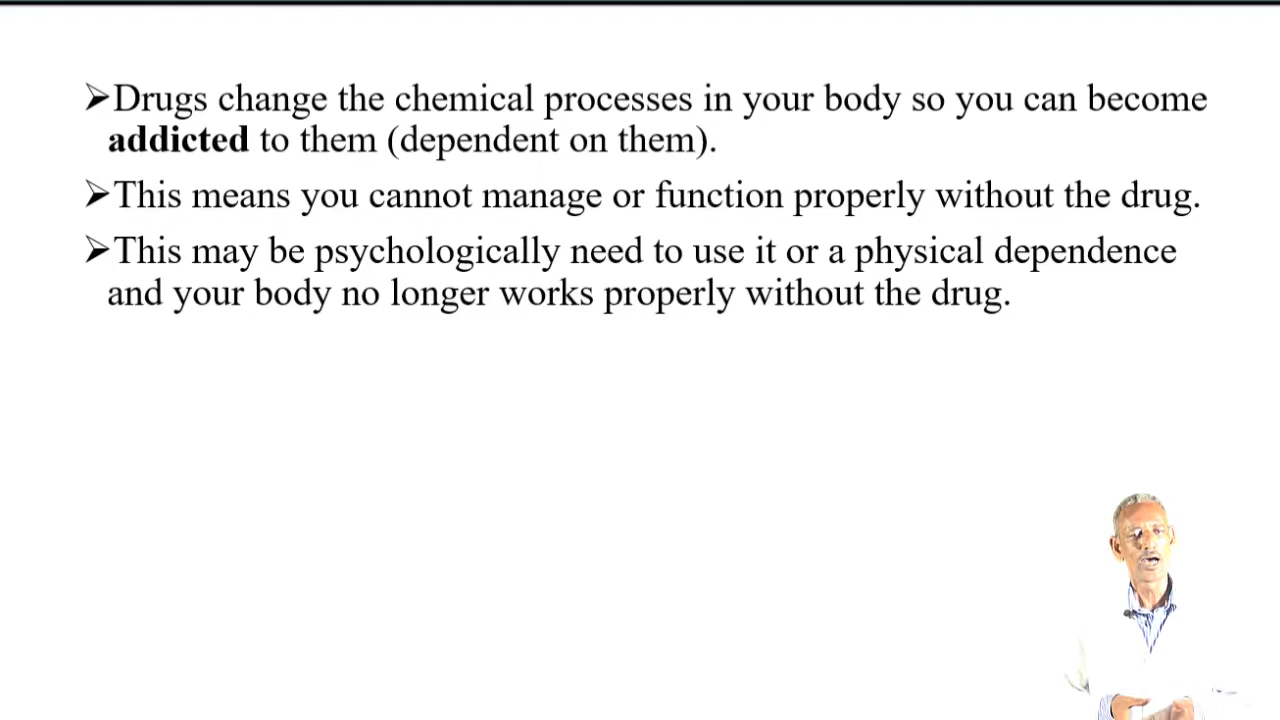 ➢Drugs change the chemical processes in your body so you can become
addicted to them (dependent on them).
➢This means you cannot manage or function properly without the drug.
➢This may be psychologically need to use it or a physical dependence
and your body no longer works properly without the drug.